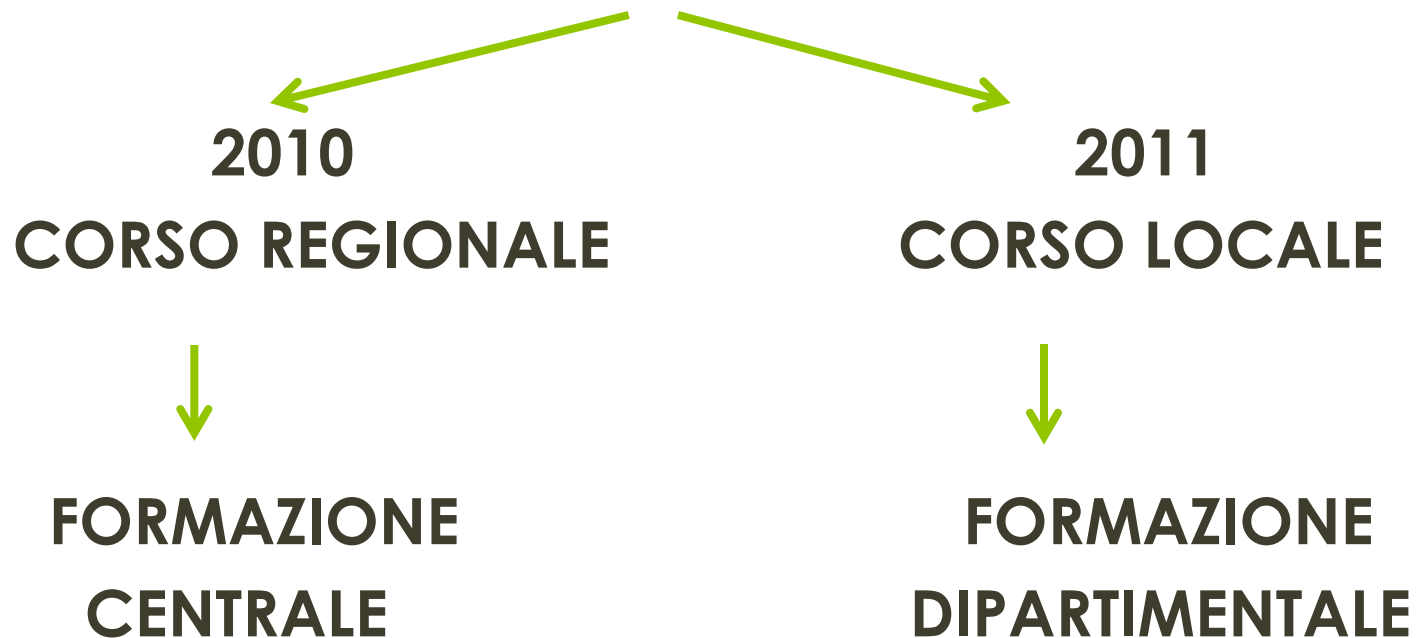 2010
CORSO REGIONALE
FORMAZIONE
CENTRALE
2011
CORSO LOCALE
FORMAZIONE
DIPARTIMENTALE